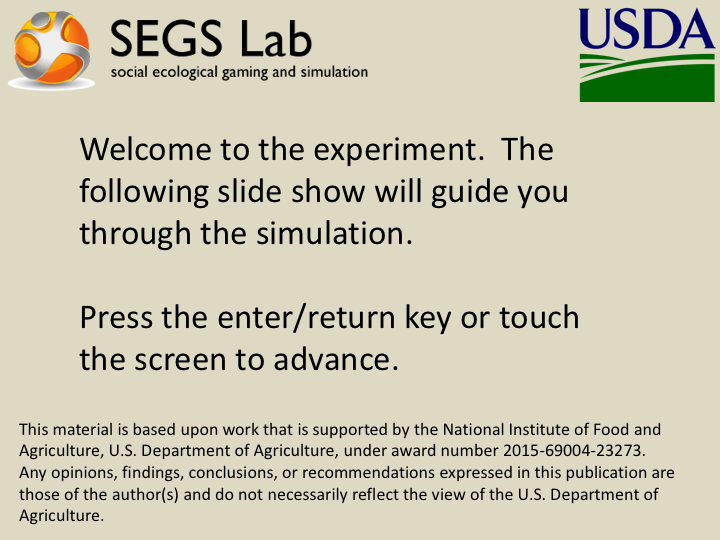 SEGS Lab
social ecological gaming and simulation
USDA
Welcome to the experiment.  The
following slide show will guide you
through the simulation.
Press the enter/return key or touch
the screen to advance.
This material is based upon work that is supported by the National Institute of Food and
Agriculture, U.S. Department of Agriculture, under award number 2015-69004-23273.
Any opinions, findings, conclusions, or recommendations expressed in this publication are
those of the author(s) and do not necessarily reflect the view of the U.S. Department of
Agriculture.